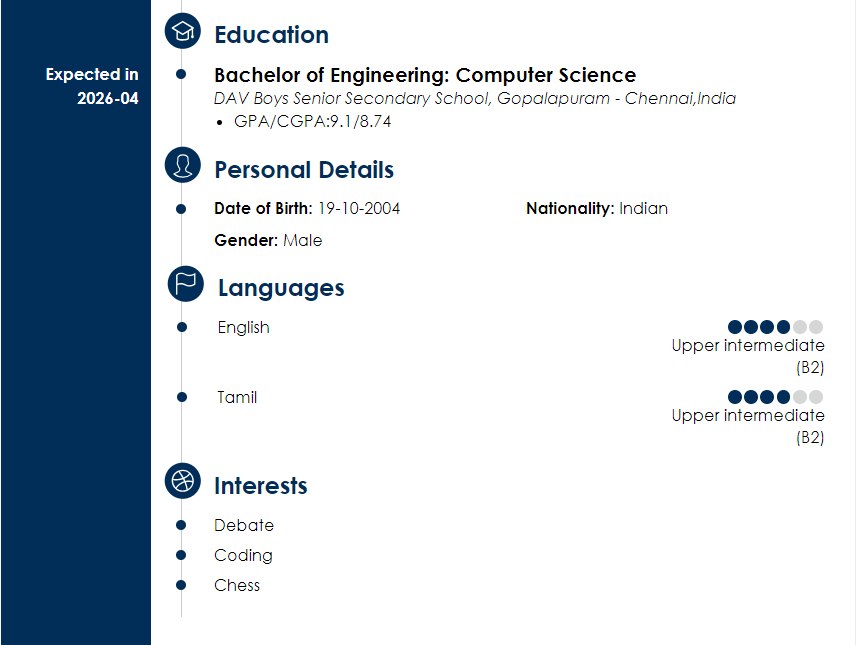 Education
Expected in
2026-04
Bachelor of Engineering: Computer Science
DAV Boys Senior Secondary School, Gopalapuram - Chennai,India
• GPA/CGPA:9.1/8.74
Personal Details
Date of Birth: 19-10-2004 Nationality: Indian
Gender: Male
Languages
English
Upper intermediate
(B2)
Tamil
Upper intermediate
(B2)
Interests
Debate
Coding
Chess